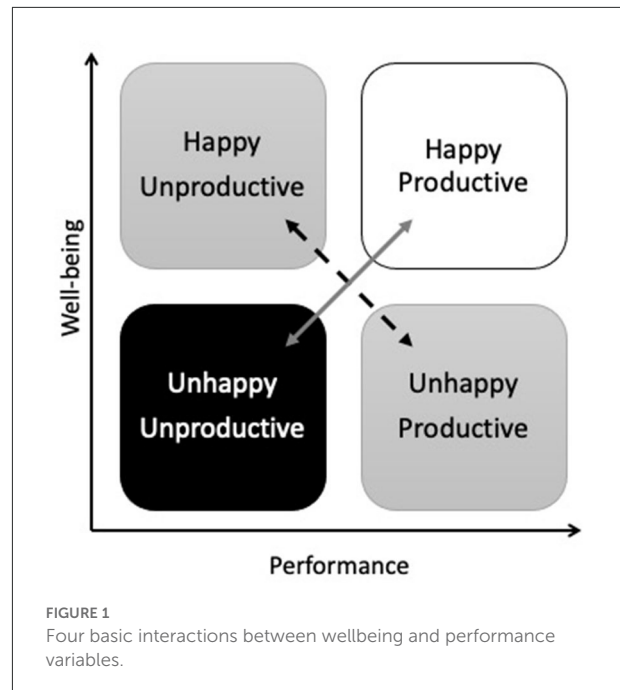 Well-being
Happy
Unproductive
Happy
Productive
Unhappy
Unproductive
Unhappy
Productive
Performance
FIGURE 1
Four basic interactions between wellbeing and performance
variables.